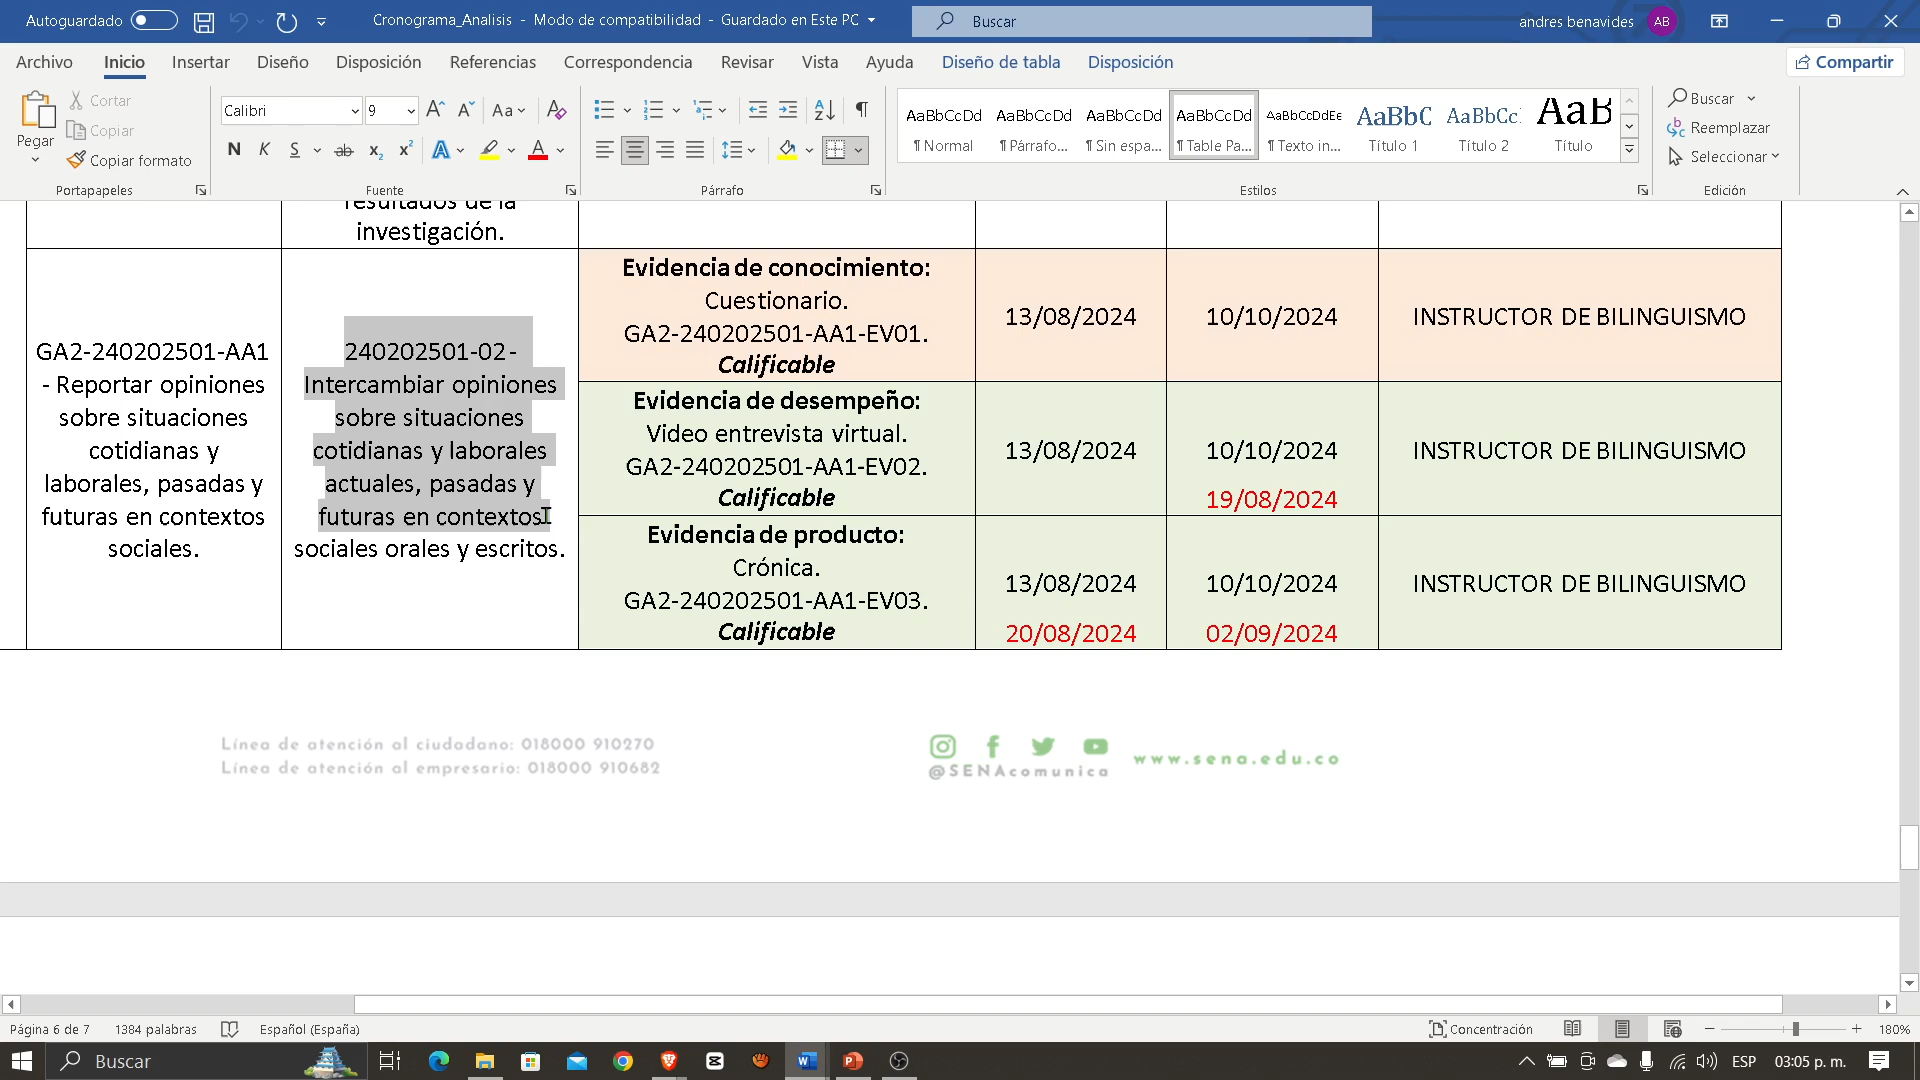 Autoguardado
Cronograma_Analisis - Modo de compatibilidad - Guardado en Este PC
Buscar
andres benavides
AB
Archivo
Inicio
Insertar
Diseño
Disposición
Referencias
Correspondencia
Revisar
Vista
Ayuda
Diseño de tabla
Disposición
Compartir
Pegar
Cortar
Copiar
Copiar formato
Portapapeles
Calibri
9
Fuente
Párrafo
AaBbCcDd
¶ Normal
AaBbCcDd
¶ Párrafo...
AaBbCcDd
¶ Sin espa...
AaBbCcDd
¶ Table Pa...
AaBbCcDdEe
¶ Texto in...
AaBbC
Título 1
AaBbCc
Título 2
AaB
Título
Estilos
Buscar
Reemplazar
Seleccionar
Edición
resultados de la
investigación.
GA2-240202501-AA1
- Reportar opiniones
sobre situaciones
cotidianas y
laborales, pasadas y
futuras en contextos
sociales.
240202501-02 -
Intercambiar opiniones
sobre situaciones
cotidianas y laborales
actuales, pasadas y
futuras en contextos
sociales orales y escritos.
Evidencia de conocimiento:
Cuestionario.
GA2-240202501-AA1-EV01.
Calificable
13/08/2024
10/10/2024
INSTRUCTOR DE BILINGUISMO
Evidencia de desempeño:
Video entrevista virtual.
GA2-240202501-AA1-EV02.
Calificable
13/08/2024
10/10/2024
19/08/2024
INSTRUCTOR DE BILINGUISMO
Evidencia de producto:
Crónica.
GA2-240202501-AA1-EV03.
Calificable
13/08/2024
20/08/2024
10/10/2024
02/09/2024
INSTRUCTOR DE BILINGUISMO
Línea de atención al ciudadano: 018000 910270
Línea de atención al empresario: 018000 910682
@SENAcomunica
www.sena.edu.co
Página 6 de 7
1384 palabras
Español (España)
Concentración
180%
Buscar
ESP
03:05 p. m.